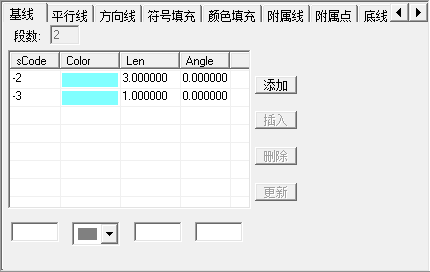 基线 平行线 方向线 符号填充 颜色填充 附属线 附属点 底线
段数: 2
sCode Color Len Angle
-2 3.000000 0.000000
-3 1.000000 0.000000
添加
插入
删除
更新